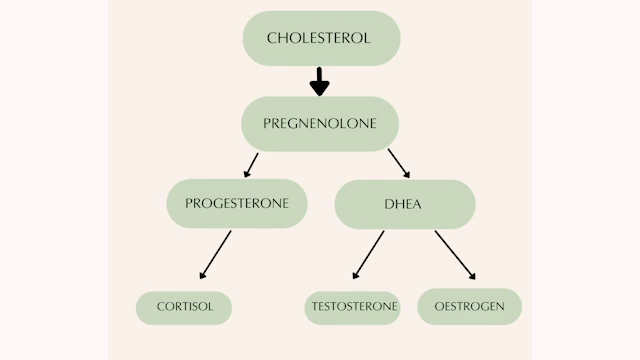 CHOLESTEROL
PREGNENOLONE
PROGESTERONE
DHEA
CORTISOL
TESTOSTERONE
OESTROGEN